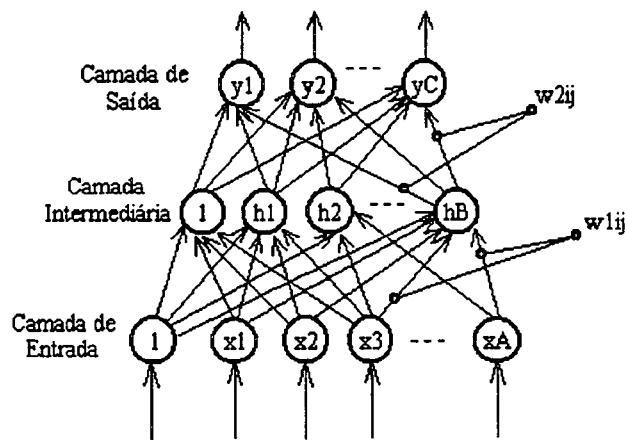 Camada de
Saída
y1 y2 yC
w2ij
Camada
Intermediária
1 h1 h2 hB
w1ij
Camada de
Entrada
1 x1 x2 x3 xA